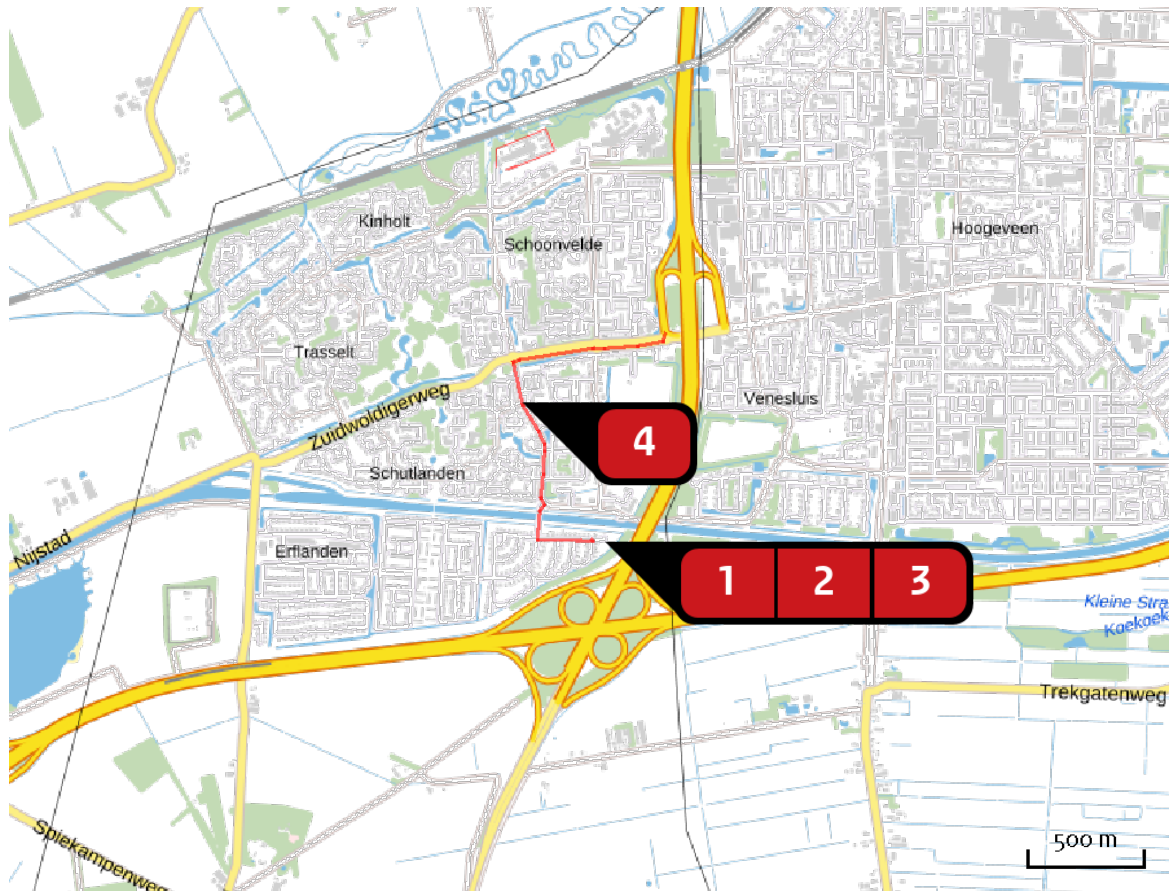 Kinholt
Schoonvelde
Hoogeveen
Trasselt
Zuidwoldigerweg
Venesluis
4
Schutlanden
Nijstad
Erflanden
1 2 3
Kleine Stra
Kaekaek
Trekgatenweg
Spiekampenweg
500 m